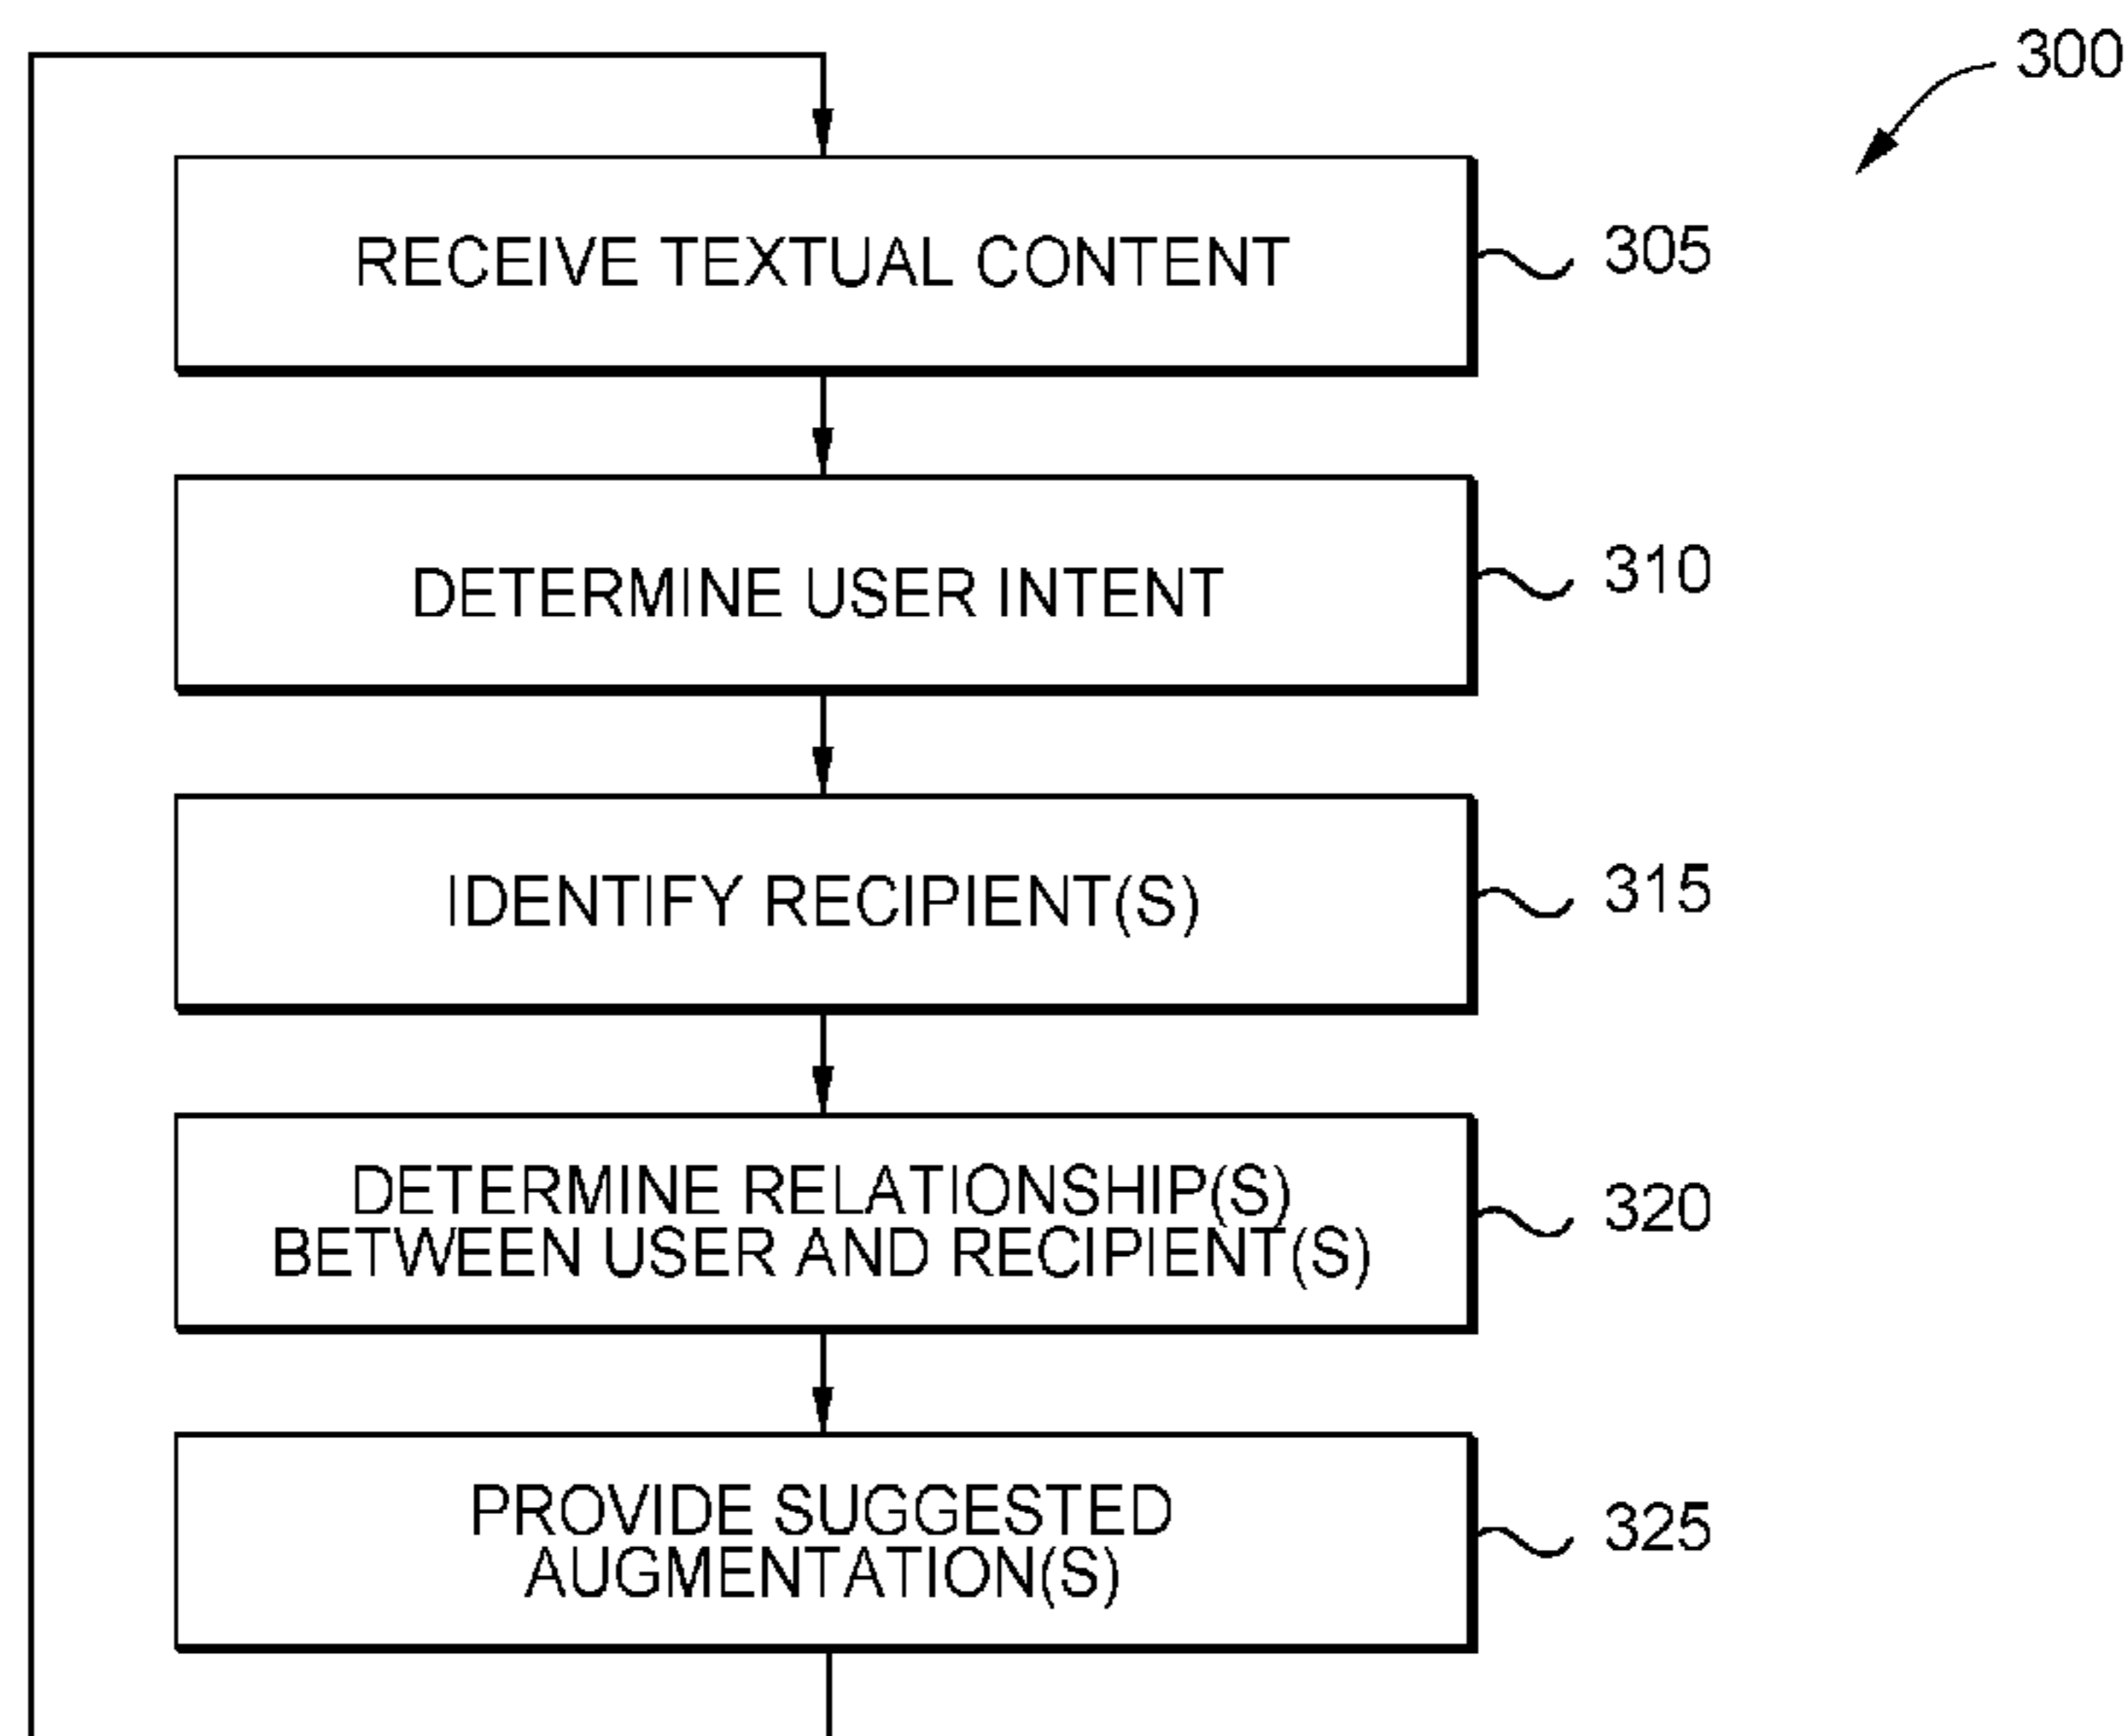 300
RECEIVE TEXTUAL CONTENT
305
DETERMINE USER INTENT
310
IDENTIFY RECIPIENT(S)
315
DETERMINE RELATIONSHIP(S)
BETWEEN USER AND RECIPIENT(S)
320
PROVIDE SUGGESTED
AUGMENTATION(S)
325